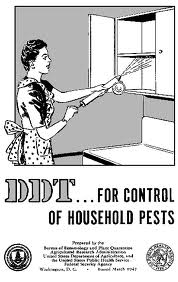 DDT...FOR CONTROL
OF HOUSEHOLD PESTS
Prepared by the
Bureau of Entomology and Plant Quarantine
Agricultural Research Administration
United States Department of Agriculture, and
the United States Public Health Service
Federal Security Agency
Washington, D. C. Issued March 1947